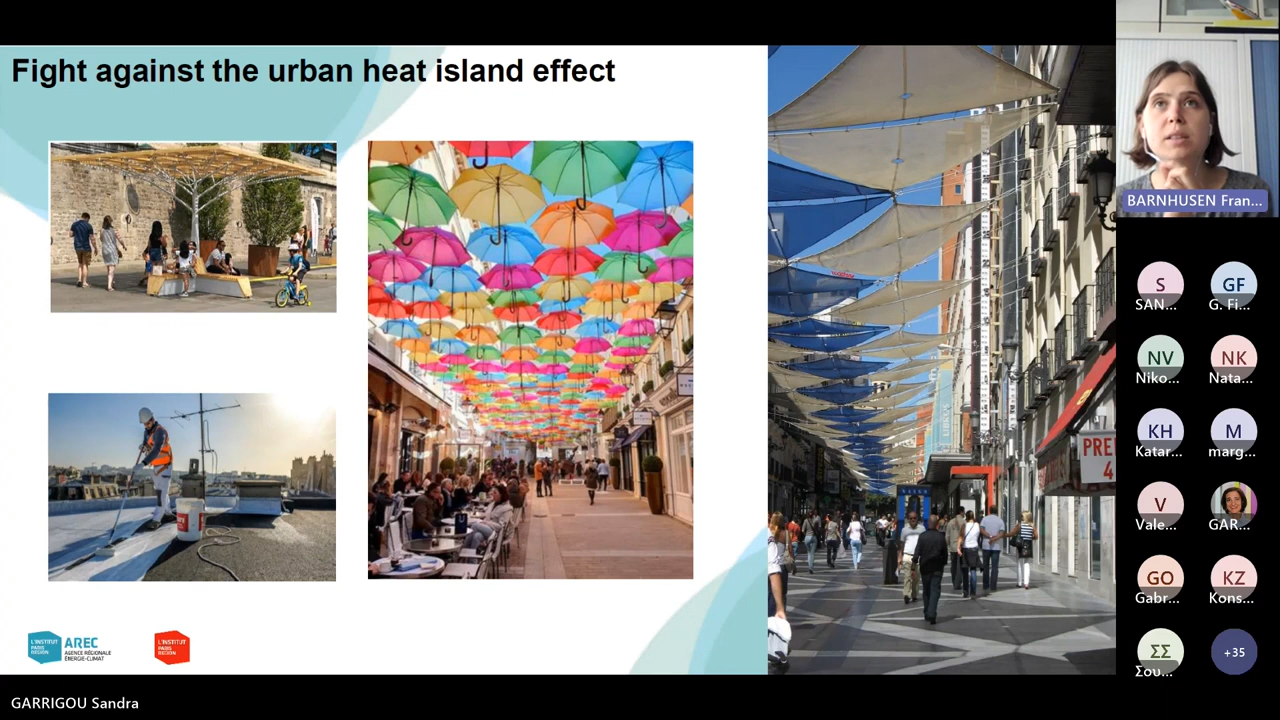 Fight against the urban heat island effect
PRE
4
L'INSTITUT
PARIS
REGION
AREC
AGENCE RÉGIONALE
ÉNERGIE-CLIMAT
L'INSTITUT
PARIS
REGION
GARRIGOU Sandra
BARNHUSEN Fran...
S
SAN...
GF
G. Fi...
NV
Niko...
NK
Nata...
KH
Katar...
M
marg...
V
Vale...
GAR...
GO
Gabr...
KZ
Kons...
ΣΣ
Σου...
+35